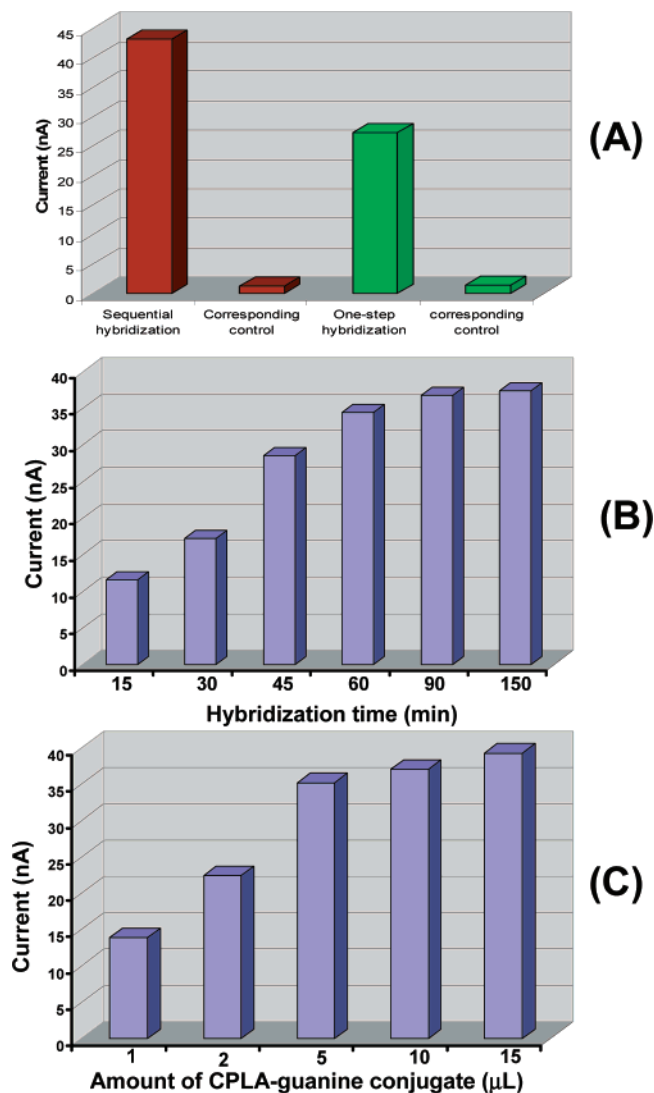 45
40
35
30
25
20
15
10
5
0
Current (nA)
Sequential
hybridization
Corresponding
control
One-step
hybridization
corresponding
control
(A)
40
35
30
25
20
15
10
5
0
Current (nA)
15 30 45 60 90 150
Hybridization time (min)
(B)
40
35
30
25
20
15
10
5
0
Current (nA)
1 2 5 10 15
Amount of CPLA-guanine conjugate (μL)
(C)